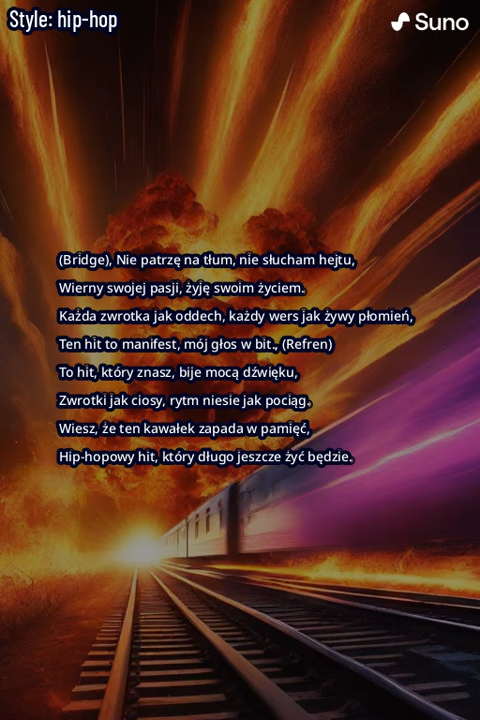 Style: hip-hop
Suno
(Bridge), Nie patrzę na tłum, nie słucham hejtu,
Wierny swojej pasji, żyję swoim życiem.
Każda zwrotka jak oddech, każdy wers jak żywy płomień,
Ten hit to manifest, mój głos w bit., (Refren)
To hit, który znasz, bije mocą dźwięku,
Zwrotki jak ciosy, rytm niesie jak pociąg.
Wiesz, że ten kawałek zapada w pamięć,
Hip-hopowy hit, który długo jeszcze żyć będzie.